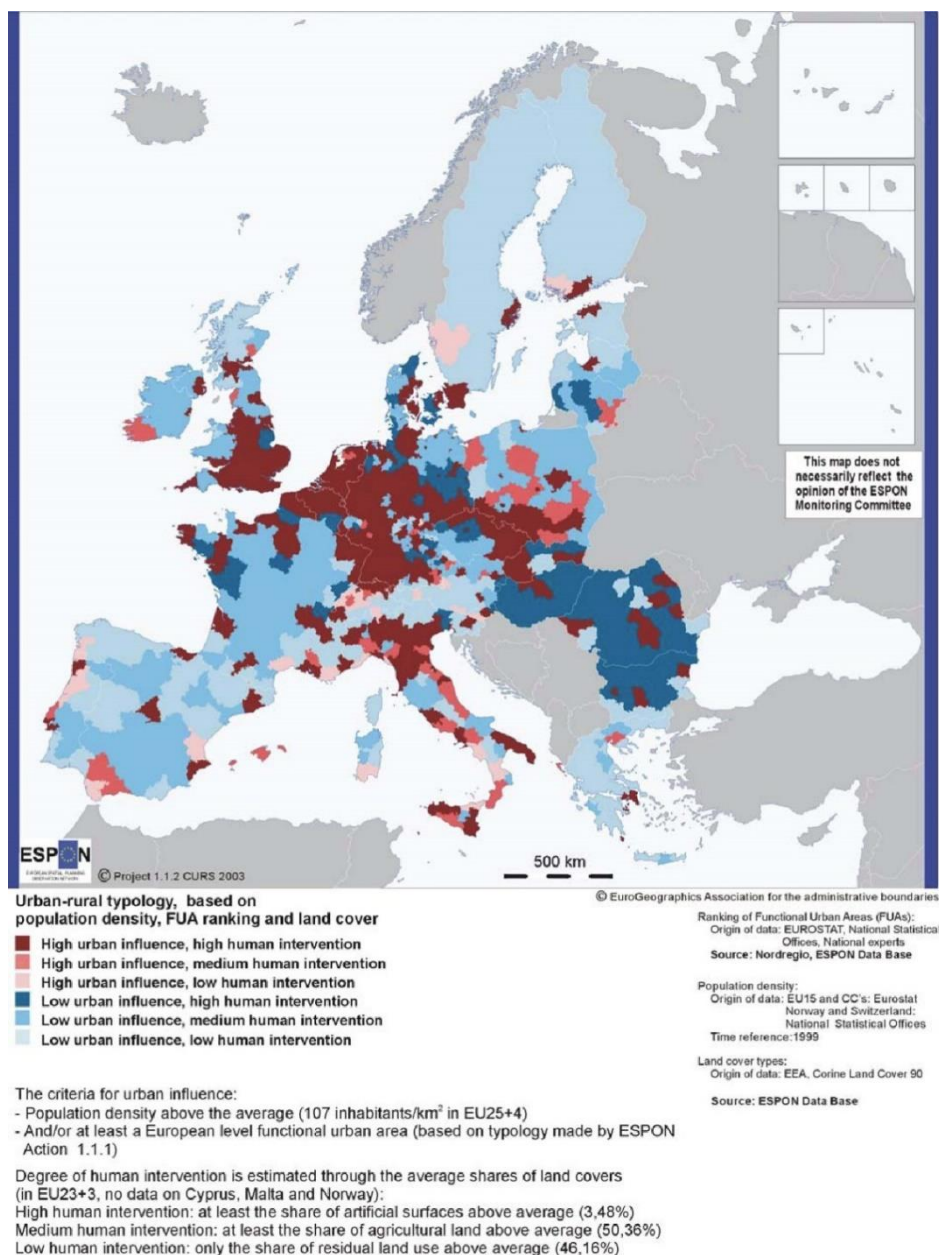 This map does not
necessarily reflect the
opinion of the ESPON
Monitoring Committee
ESPON
© Project 1.1.2 CURS 2003
500 km
© EuroGeographics Association for the administrative boundaries
Urban-rural typology, based on
population density, FUA ranking and land cover
High urban influence, high human intervention
High urban influence, medium human intervention
High urban influence, low human intervention
Low urban influence, high human intervention
Low urban influence, medium human intervention
Low urban influence, low human intervention
Ranking of Functional Urban Areas (FUAs):
Origin of data: EUROSTAT, National Statistical
Offices, National experts
Source: Nordregio, ESPON Data Base
Population density:
Origin of data: EU15 and CC's: Eurostat
Norway and Switzerland:
National Statistical Offices
Time reference:1999
Land cover types:
Origin of data: EEA, Corine Land Cover 90
Source: ESPON Data Base
The criteria for urban influence:
- Population density above the average (107 inhabitants/km² in EU25+4)
- And/or at least a European level functional urban area (based on typology made by ESPON
Action 1.1.1)
Degree of human intervention is estimated through the average shares of land covers
(in EU23+3, no data on Cyprus, Malta and Norway):
High human intervention: at least the share of artificial surfaces above average (3,48%)
Medium human intervention: at least the share of agricultural land above average (50,36%)
Low human intervention: only the share of residual land use above average (46,16%)